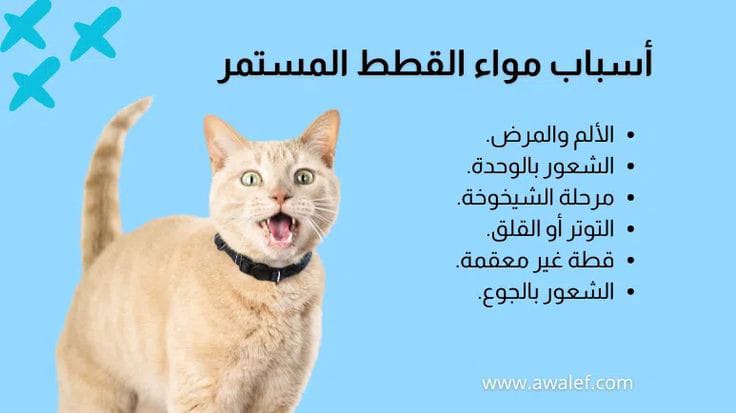 أسباب مواء القطط المستمر
• الألم والمرض.
• الشعور بالوحدة.
• مرحلة الشيخوخة.
• التوتر أو القلق.
• قطة غير معقمة.
• الشعور بالجوع.
www.awalef.com